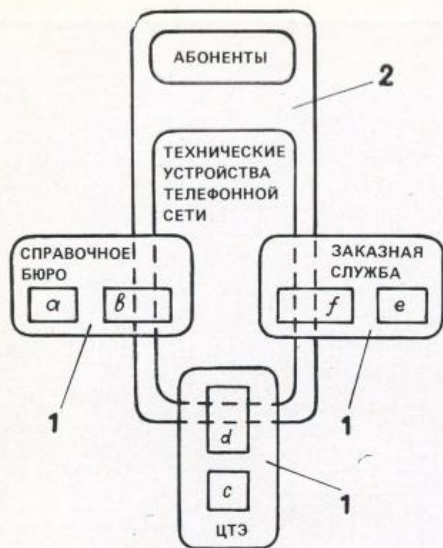 АБОНЕНТЫ
2
ТЕХНИЧЕСКИЕ
УСТРОЙСТВА
ТЕЛЕФОННОЙ
СЕТИ
СПРАВОЧНОЕ
БЮРО
a
b
ЗАКАЗНАЯ
СЛУЖБА
f
e
1
1
d
1
c
ЦТЭ